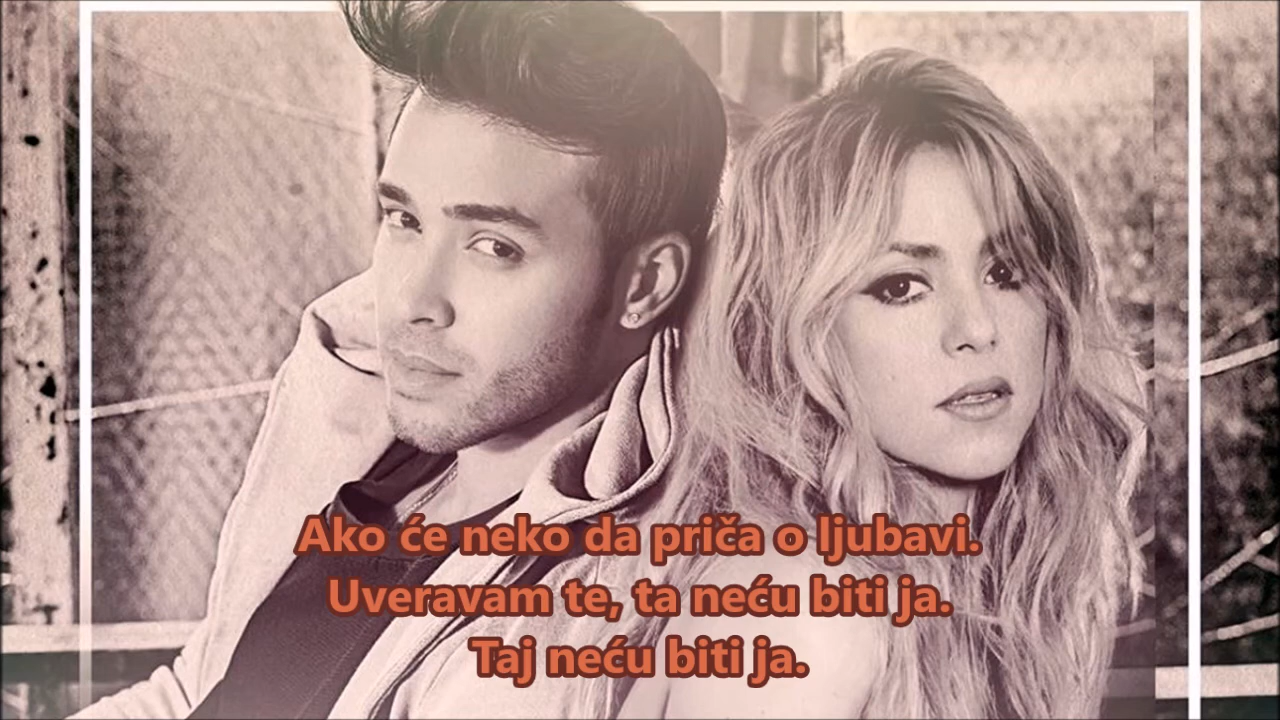 Ako će neko da priča o ljubavi.
Uveravam te, ta neću biti ja.
Taj neću biti ja.